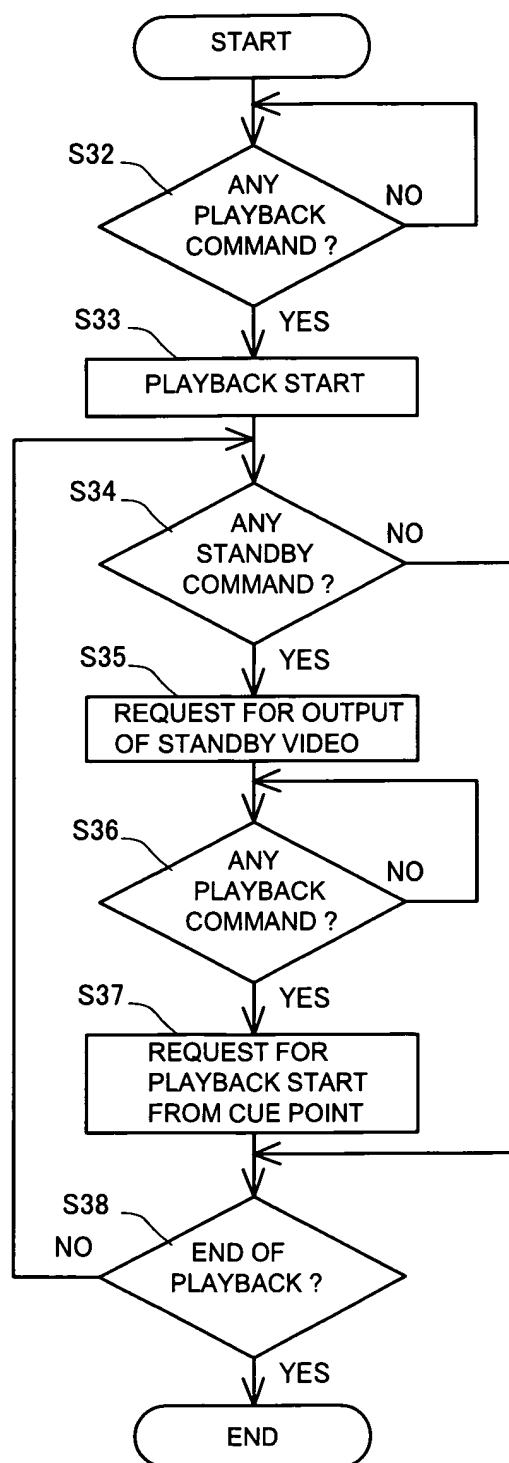 START
S32
ANY
PLAYBACK
COMMAND ?
NO
YES
S33
PLAYBACK START
S34
ANY
STANDBY
COMMAND ?
NO
YES
S35
REQUEST FOR OUTPUT
OF STANDBY VIDEO
S36
ANY
PLAYBACK
COMMAND ?
NO
YES
S37
REQUEST FOR
PLAYBACK START
FROM CUE POINT
S38
NO
END OF
PLAYBACK ?
YES
END